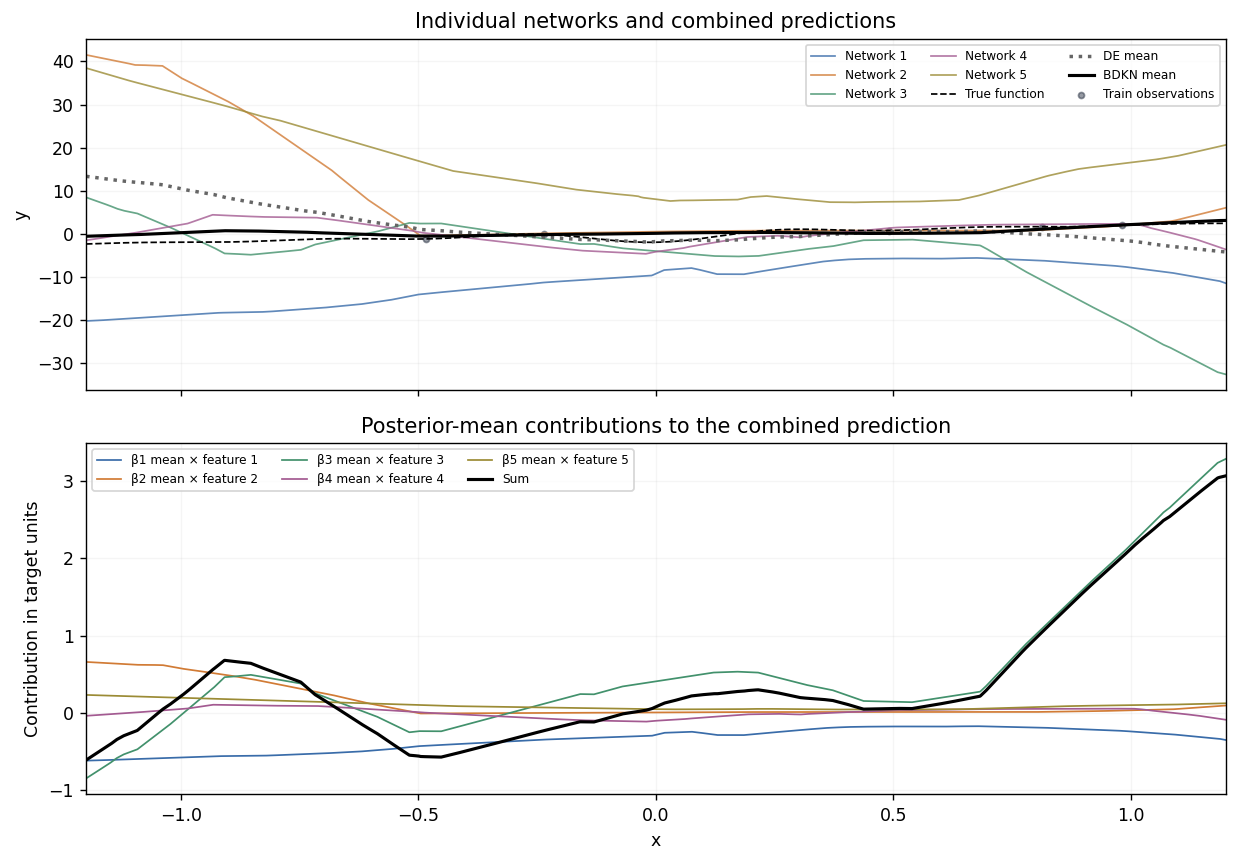 Individual networks and combined predictions
Network 1
Network 2
Network 3
Network 4
Network 5
True function
DE mean
BDKN mean
Train observations
40
30
20
10
0
−10
−20
−30
y
Posterior-mean contributions to the combined prediction
β1 mean × feature 1
β2 mean × feature 2
β3 mean × feature 3
β4 mean × feature 4
β5 mean × feature 5
Sum
3
2
1
0
−1
Contribution in target units
−1.0
−0.5
0.0
0.5
1.0
x